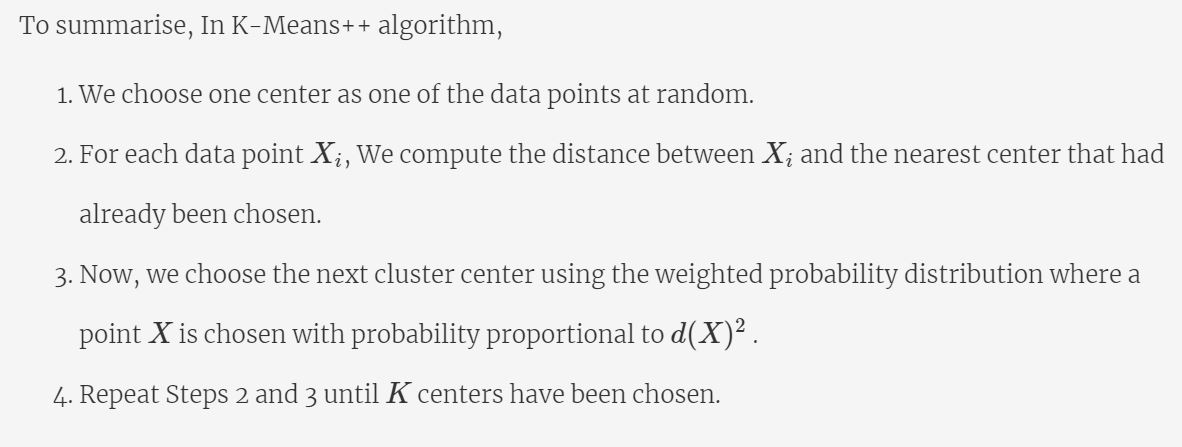 To summarise, In K-Means++ algorithm,
1. We choose one center as one of the data points at random.
2. For each data point Xᵢ, We compute the distance between Xᵢ and the nearest center that had
already been chosen.
3. Now, we choose the next cluster center using the weighted probability distribution where a
point X is chosen with probability proportional to d(X)² .
4. Repeat Steps 2 and 3 until K centers have been chosen.